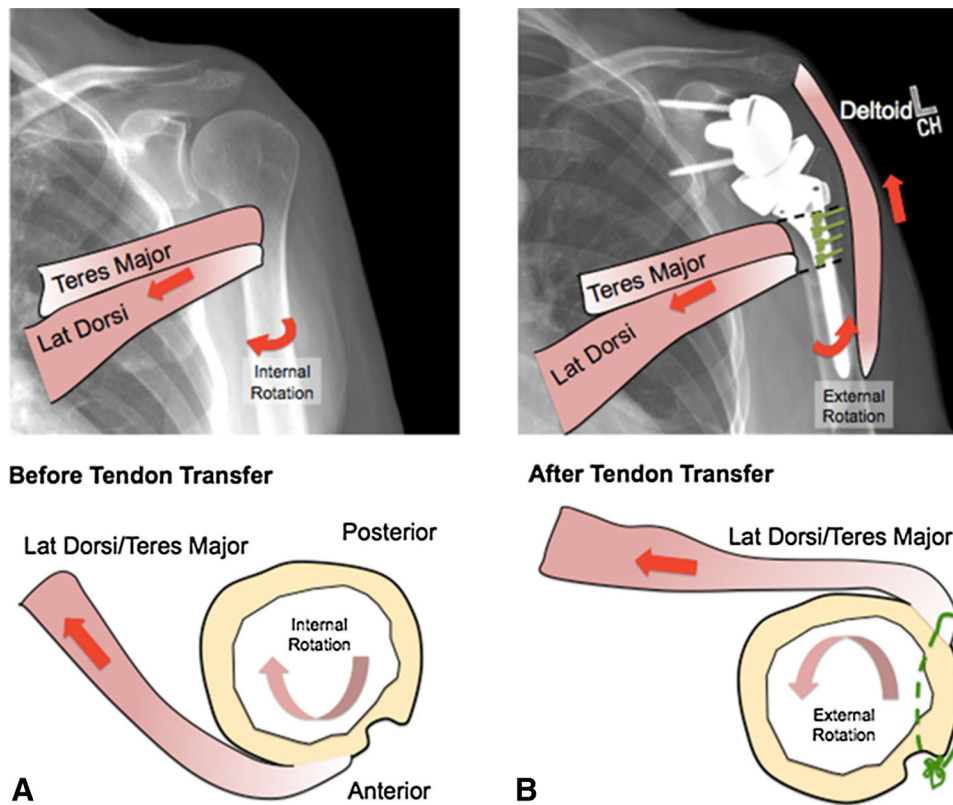 Teres Major
Lat Dorsi
Internal
Rotation
Deltoid
L
CH
Teres Major
Lat Dorsi
External
Rotation
Before Tendon Transfer
After Tendon Transfer
Lat Dorsi/Teres Major
Posterior
Internal
Rotation
Anterior
A
Lat Dorsi/Teres Major
External
Rotation
B